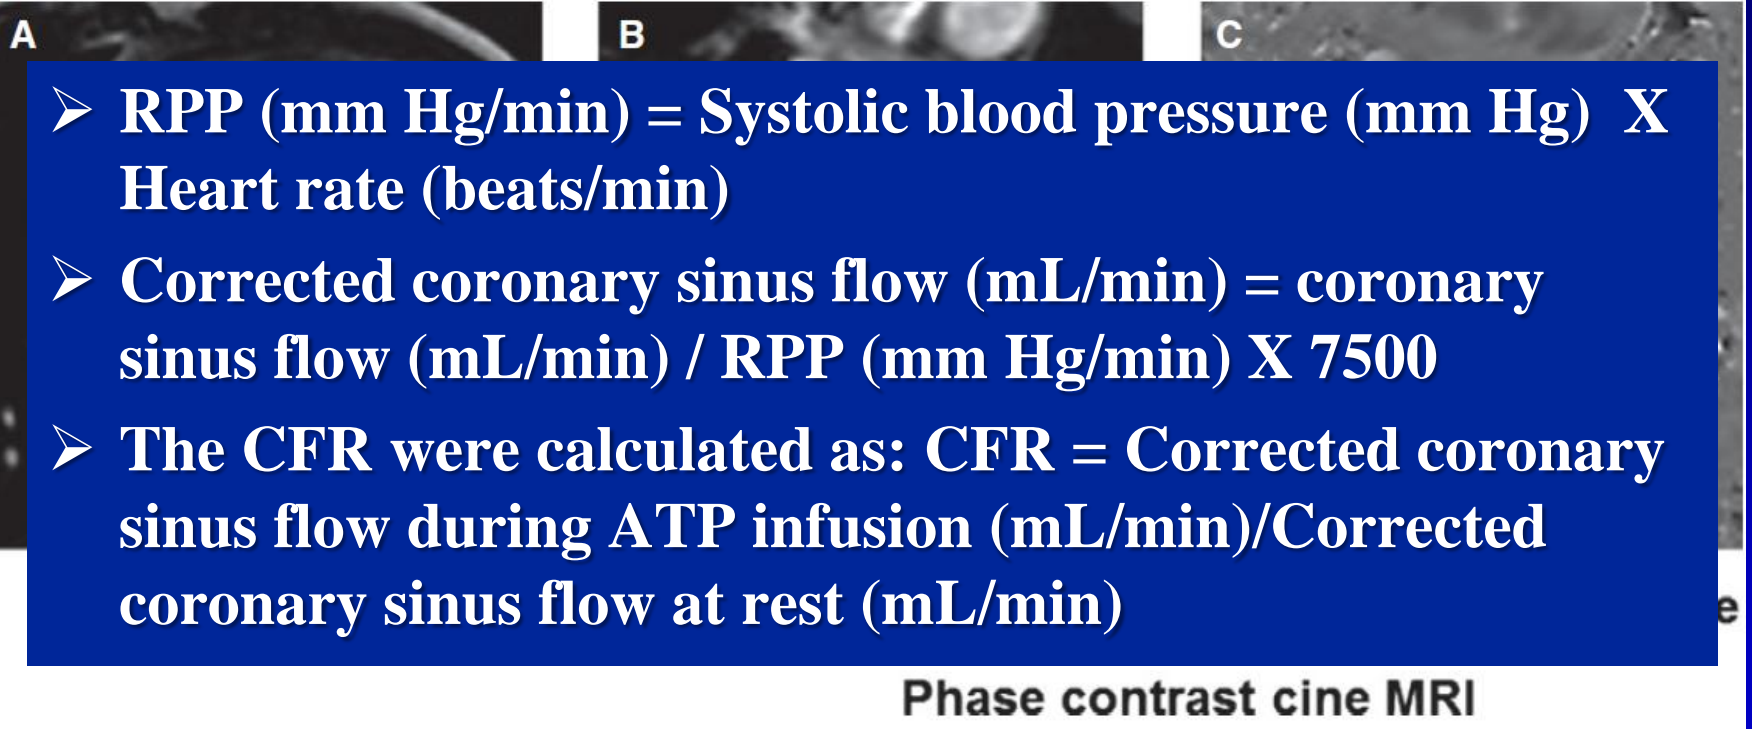 A
B
C
RPP (mm Hg/min) = Systolic blood pressure (mm Hg) X
Heart rate (beats/min)
Corrected coronary sinus flow (mL/min) = coronary
sinus flow (mL/min) / RPP (mm Hg/min) X 7500
The CFR were calculated as: CFR = Corrected coronary
sinus flow during ATP infusion (mL/min)/Corrected
coronary sinus flow at rest (mL/min)
e
Phase contrast cine MRI